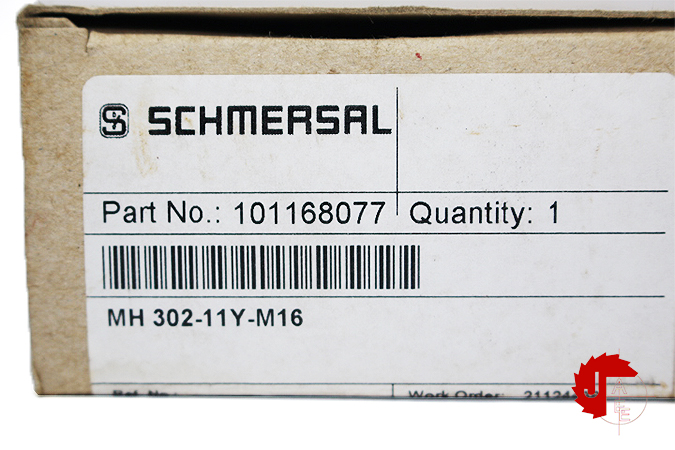 SCHMERSAL
Part No.: 101168077 Quantity: 1
MH 302-11Y-M16
Work Order:
J